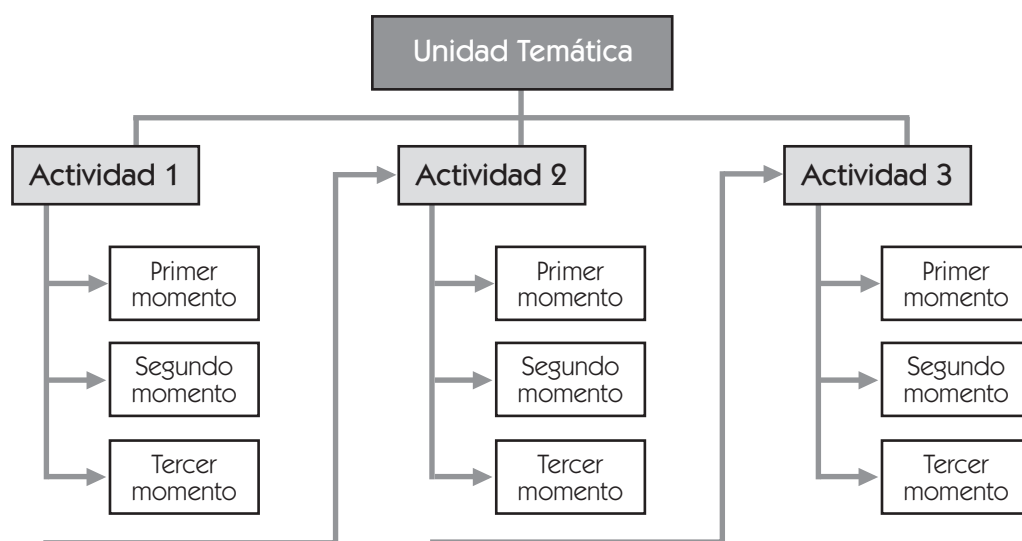 Unidad Temática
Actividad 1
Primer
momento
Segundo
momento
Tercer
momento
Actividad 2
Primer
momento
Segundo
momento
Tercer
momento
Actividad 3
Primer
momento
Segundo
momento
Tercer
momento